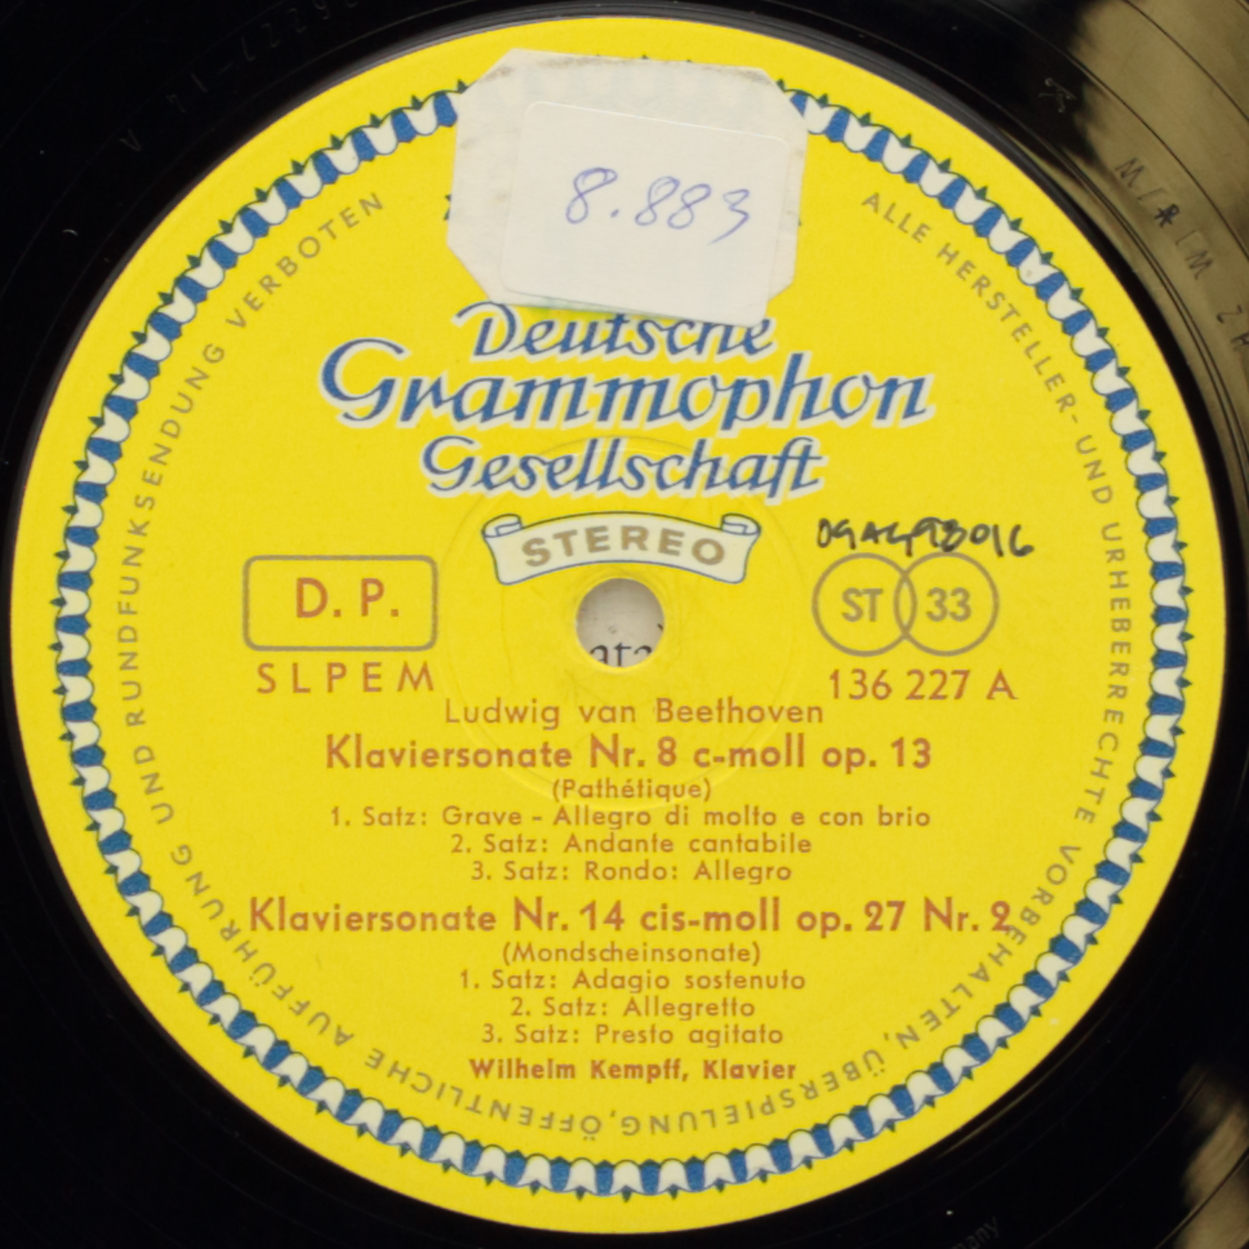 8.883
Deutsche
Grammophon
Gesellschaft
STEREO
D. P.
SLPEM
ST 33
136 227 A
Ludwig van Beethoven
Klaviersonate Nr. 8 c-moll op. 13
(Pathétique)
1. Satz: Grave - Allegro di molto e con brio
2. Satz: Andante cantabile
3. Satz: Rondo: Allegro
Klaviersonate Nr. 14 cis-moll op. 27 Nr. 2
(Mondscheinsonate)
1. Satz: Adagio sostenuto
2. Satz: Allegretto
3. Satz: Presto agitato
Wilhelm Kempff, Klavier
ALLE HERSTELLER- UND URHEBERRECHTE VORBEHALTEN, ÜBERSPIELUNG, ÖFFENTLICHE AUFFÜHRUNG UND RUNDFUNKSENDUNG VERBOTEN